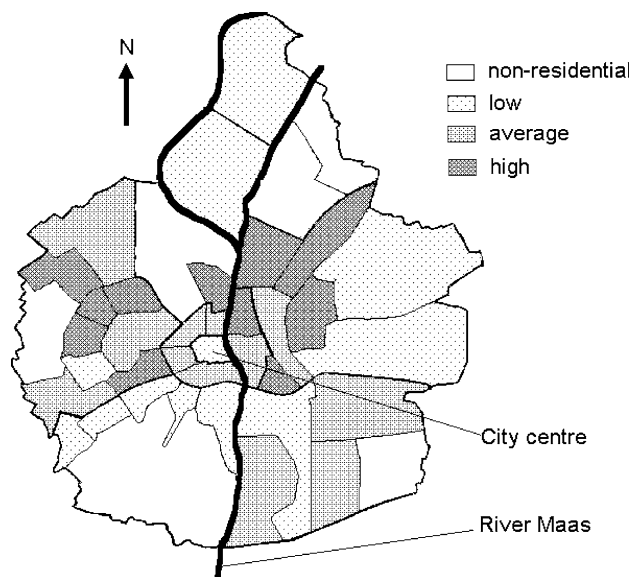 N
non-residential
low
average
high
City centre
River Maas